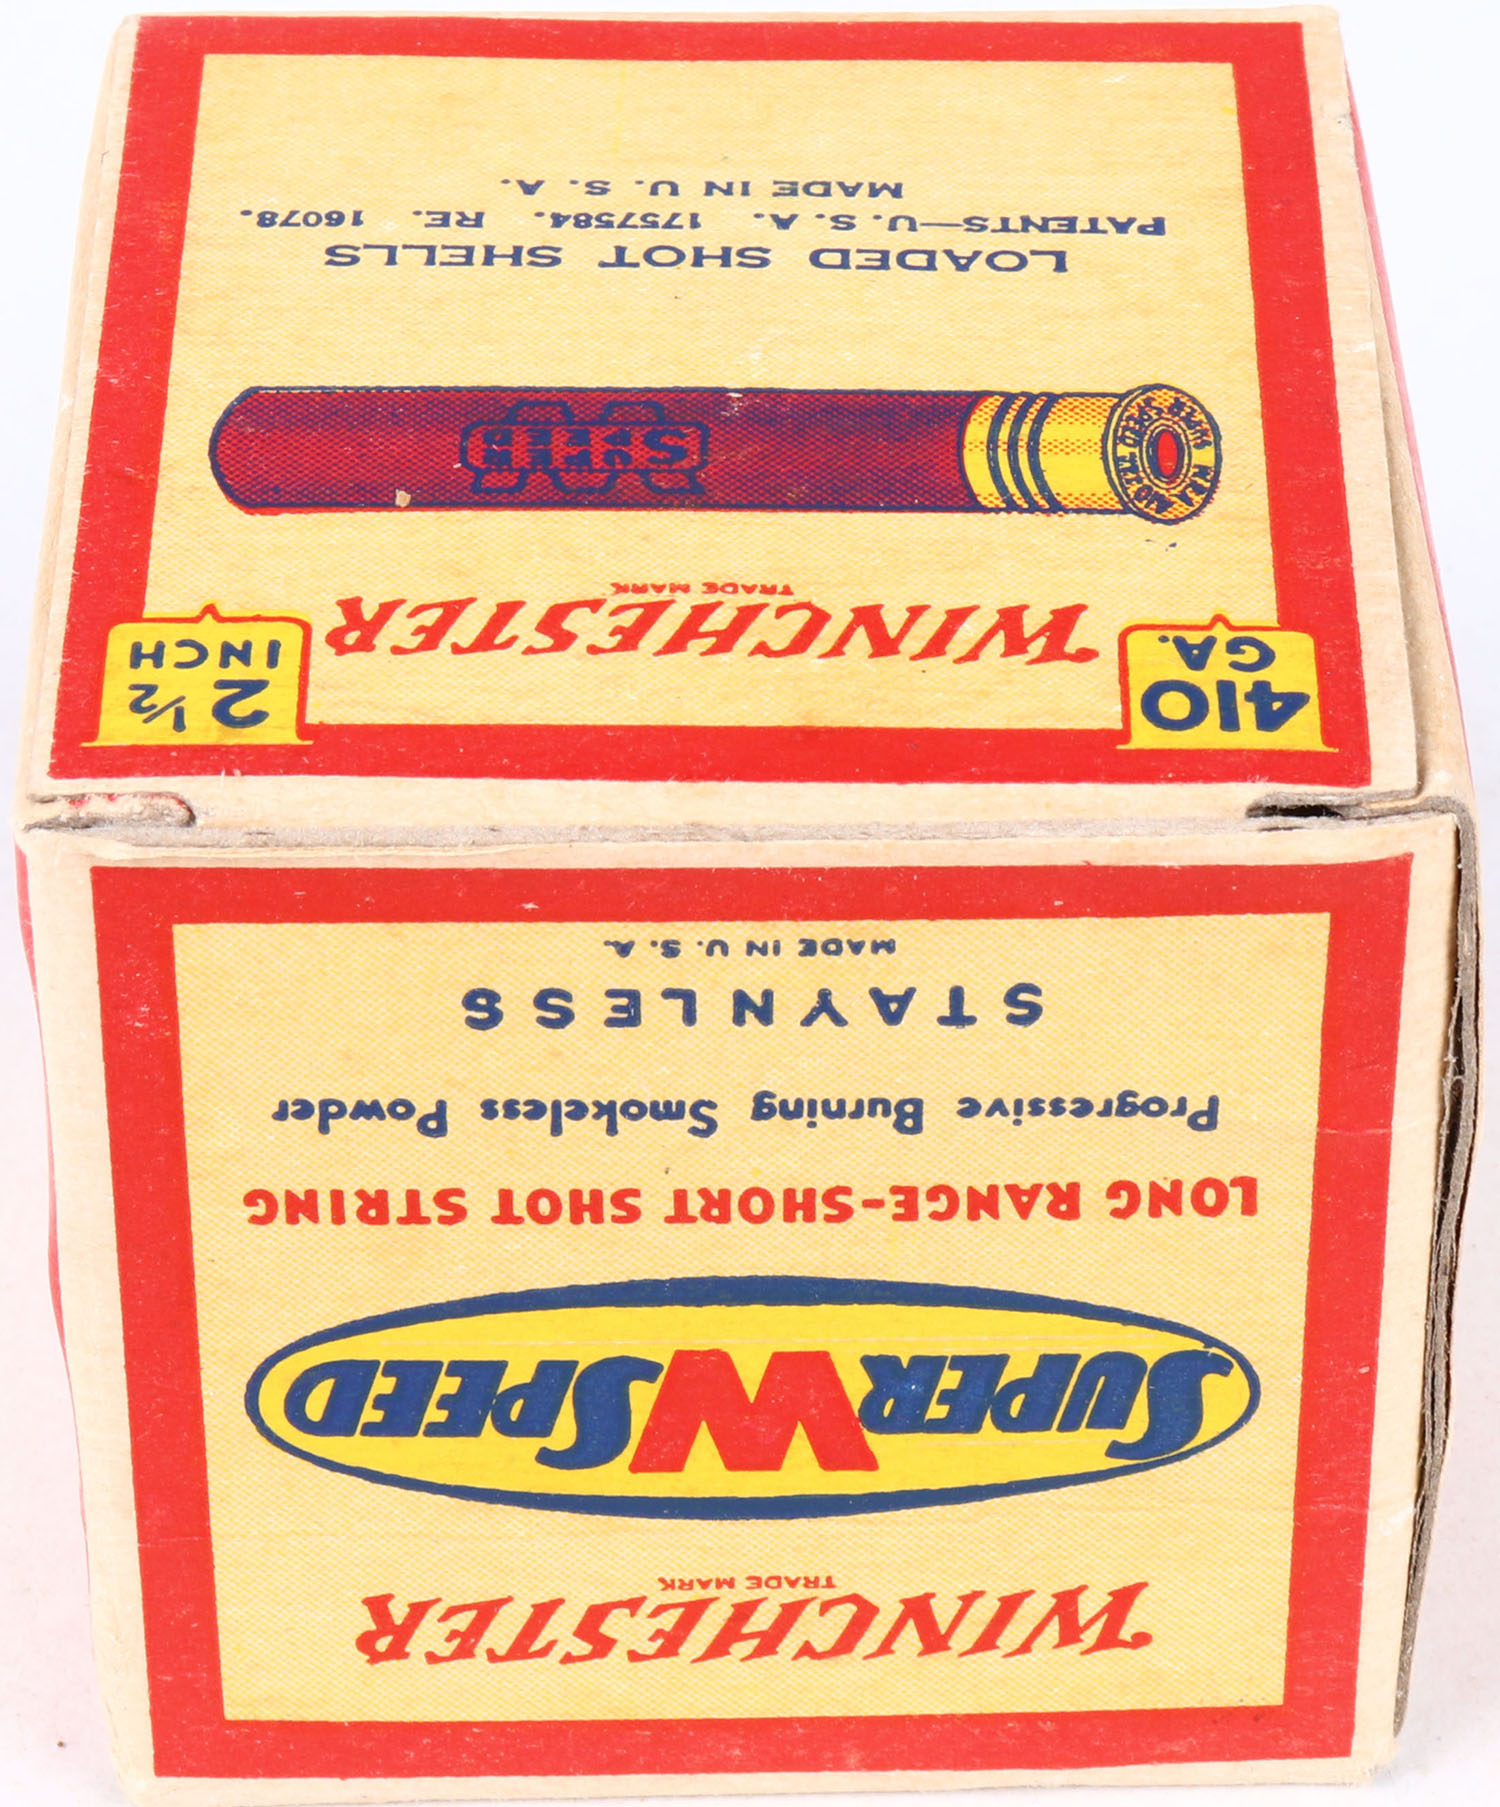 WINCHESTER
TRADE MARK
SUPER W SPEED
LONG RANGE-SHORT SHOT STRING
Progressive Burning Smokeless Powder
STAYNLESS
MADE IN U.S.A.
410
GA.
WINCHESTER
TRADE MARK
2 1/2
INCH
SUPER
SPEED
LOADED SHOT SHELLS
PATENTS—U.S.A. 1757584. RE. 16078.
MADE IN U.S.A.